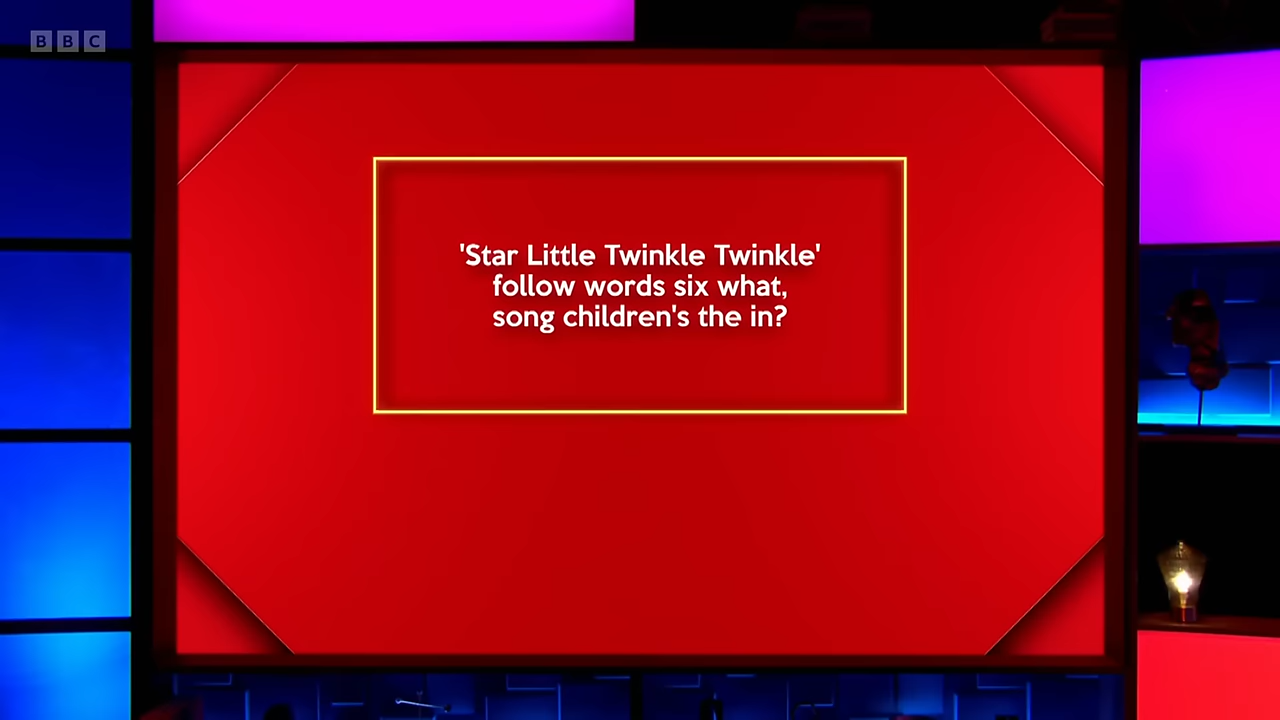 BBC
'Star Little Twinkle Twinkle'
follow words six what,
song children's the in?